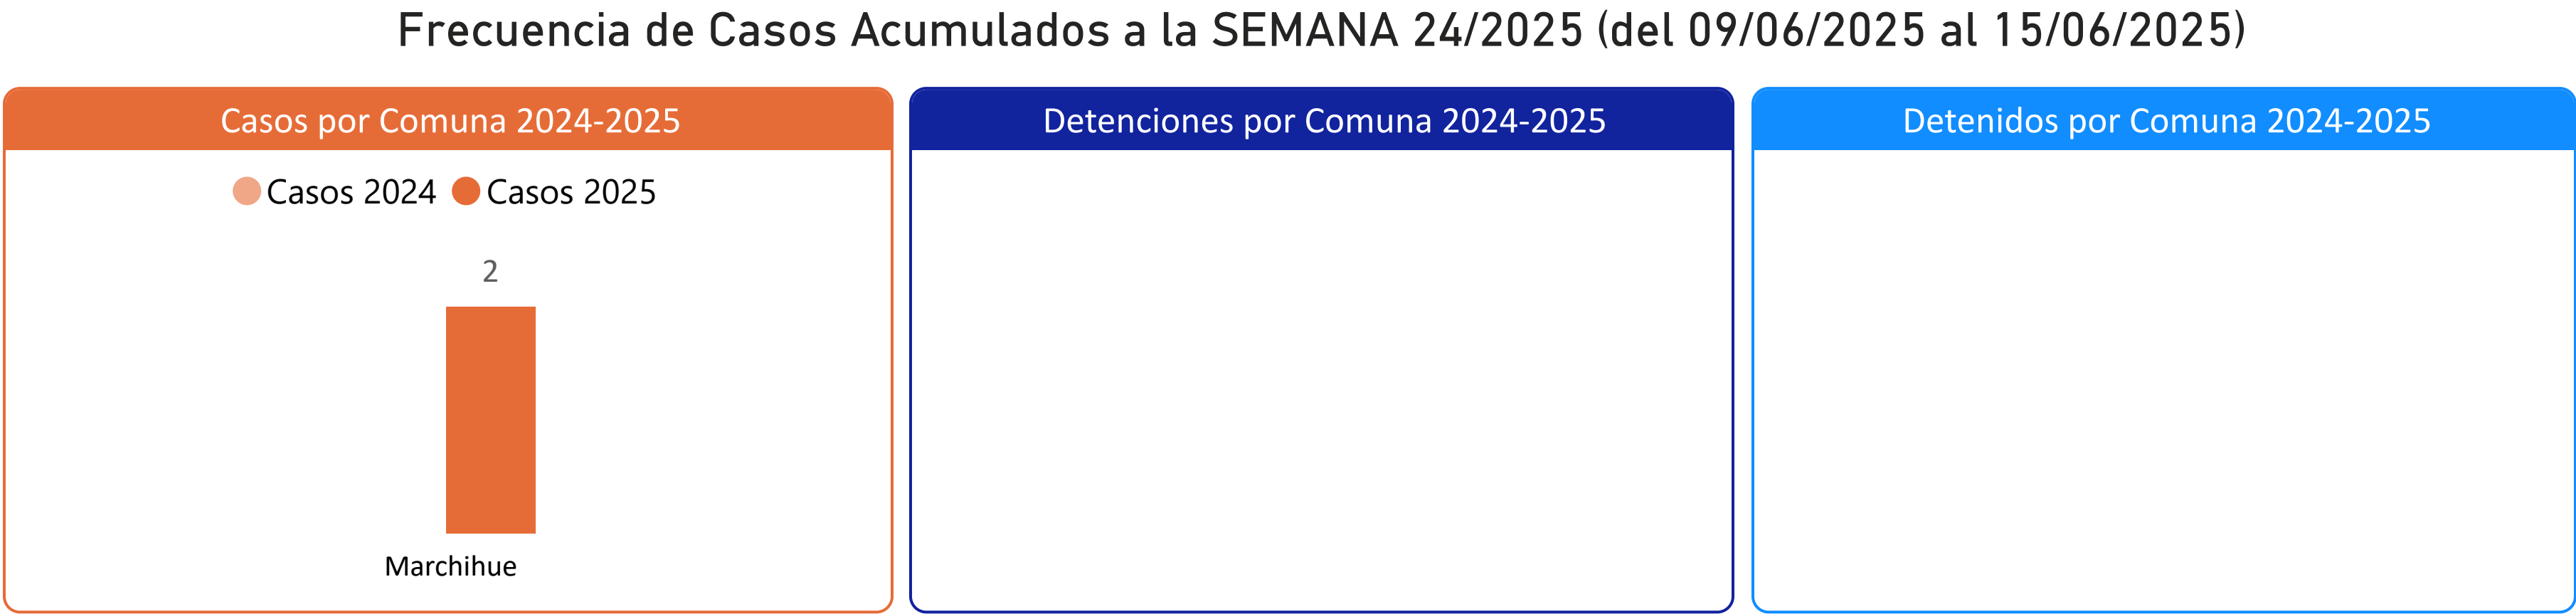 Frecuencia de Casos Acumulados a la SEMANA 24/2025 (del 09/06/2025 al 15/06/2025)
Casos por Comuna 2024-2025
Casos 2024 Casos 2025
2
Marchihue
Detenciones por Comuna 2024-2025
Detenidos por Comuna 2024-2025